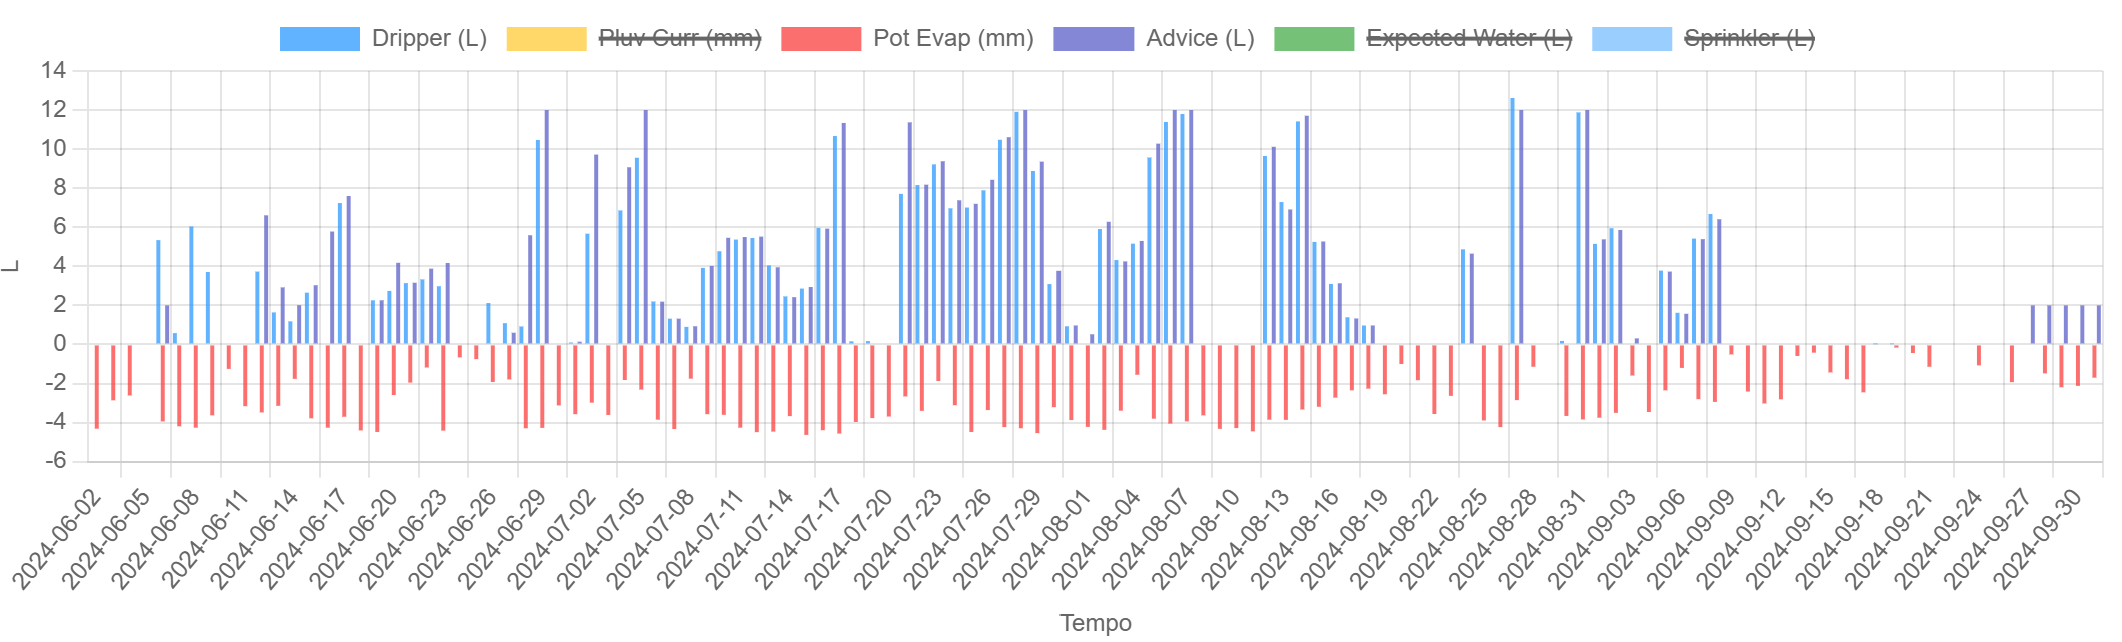 Dripper (L) Pluv Curr (mm) Pot Evap (mm) Advice (L) Expected Water (L) Sprinkler (L)
14
12
10
8
6
4
2
0
-2
-4
-6
L
2024-06-02 2024-06-05 2024-06-08 2024-06-11 2024-06-14 2024-06-17 2024-06-20 2024-06-23 2024-06-26 2024-06-29 2024-07-02 2024-07-05 2024-07-08 2024-07-11 2024-07-14 2024-07-17 2024-07-20 2024-07-23 2024-07-26 2024-07-29 2024-08-01 2024-08-04 2024-08-07 2024-08-10 2024-08-13 2024-08-16 2024-08-19 2024-08-22 2024-08-25 2024-08-28 2024-08-31 2024-09-03 2024-09-06 2024-09-09 2024-09-12 2024-09-15 2024-09-18 2024-09-21 2024-09-24 2024-09-27 2024-09-30
Tempo